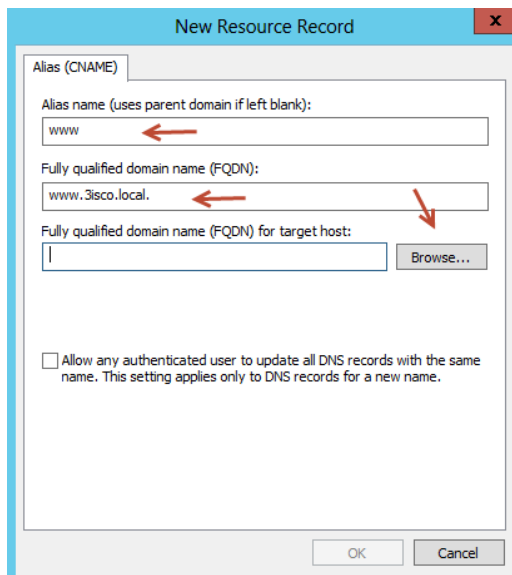 New Resource Record
x
Alias (CNAME)
Alias name (uses parent domain if left blank):
www
Fully qualified domain name (FQDN):
www.3isco.local.
Fully qualified domain name (FQDN) for target host:
Browse...
Allow any authenticated user to update all DNS records with the same
name. This setting applies only to DNS records for a new name.
OK Cancel